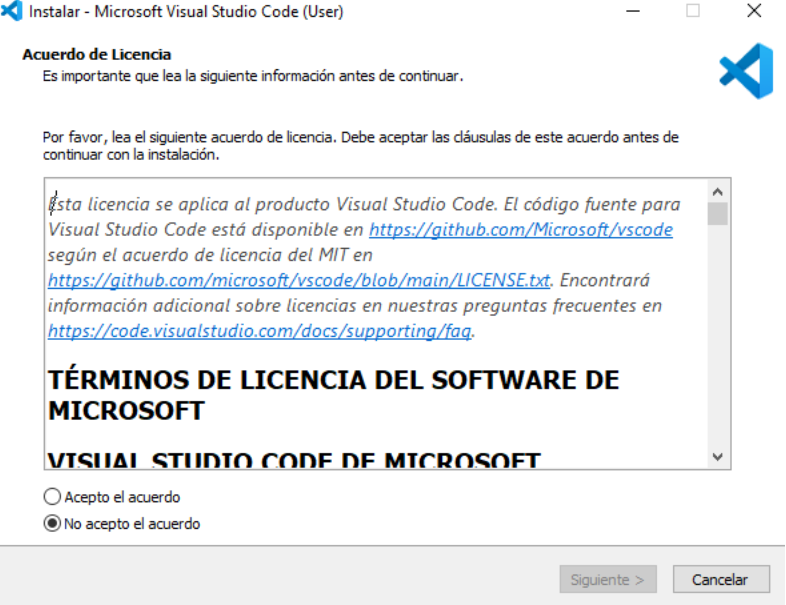 Instalar - Microsoft Visual Studio Code (User)
Acuerdo de Licencia
Es importante que lea la siguiente información antes de continuar.
Por favor, lea el siguiente acuerdo de licencia. Debe aceptar las cláusulas de este acuerdo antes de
continuar con la instalación.
Esta licencia se aplica al producto Visual Studio Code. El código fuente para
Visual Studio Code está disponible en https://github.com/Microsoft/vscode
según el acuerdo de licencia del MIT en
https://github.com/microsoft/vscode/blob/main/LICENSE.txt. Encontrará
información adicional sobre licencias en nuestras preguntas frecuentes en
https://code.visualstudio.com/docs/supporting/faq.
TÉRMINOS DE LICENCIA DEL SOFTWARE DE
MICROSOFT
VISUAL STUDIO CODE DE MICROSOFT
Acepto el acuerdo
No acepto el acuerdo
Siguiente >
Cancelar